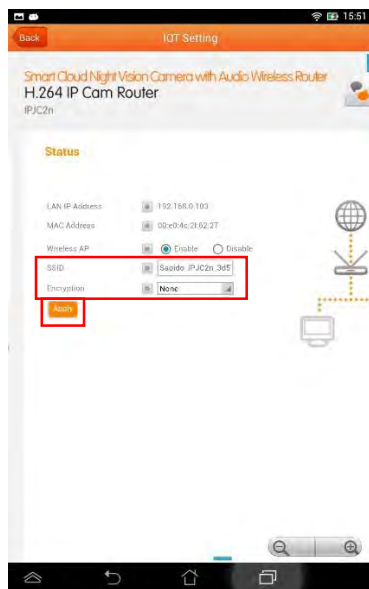 15:51
Back
IOT Setting
Smart Cloud Night Vision Camera with Audio Wireless Router
H.264 IP Cam Router
IPJC2n
Status
LAN IP Address 192.168.0.103
MAC Address 00:e0:4c:2f:62:27
Wireless AP Enable Disable
SSID Sapido_IPJC2n_3d5
Encryption None
Apply